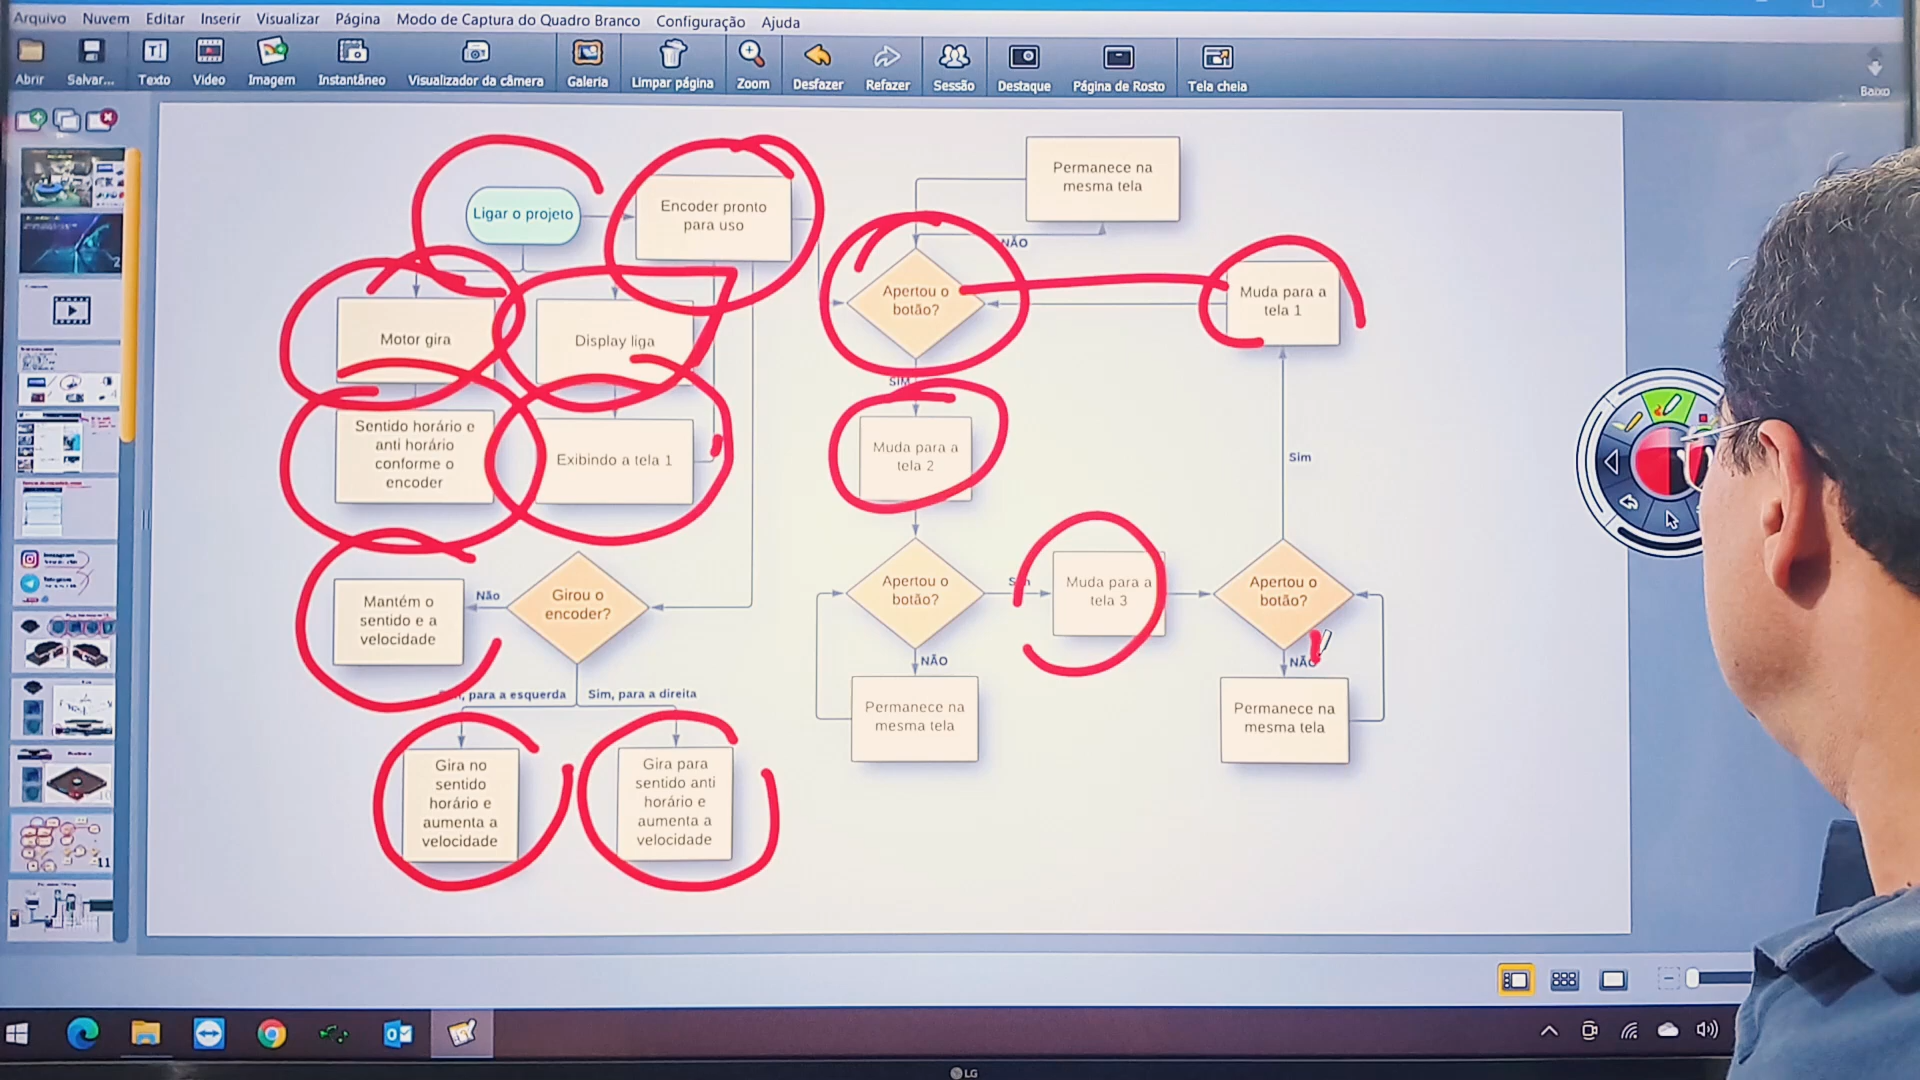 Arquivo Nuvem Editar Inserir Visualizar Página Modo de Captura do Quadro Branco Configuração Ajuda
Abrir Salvar... Texto Video Imagem Instantâneo Visualizador da câmera Galeria Limpar página Zoom Desfazer Refazer Sessão Destaque Página de Rosto Tela cheia Baixo
Ligar o projeto
Encoder pronto
para uso
Permanece na
mesma tela
NÃO
Apertou o
botão?
Muda para a
tela 1
Motor gira
Display liga
SIM
Sentido horário e
anti horário
conforme o
encoder
Exibindo a tela 1
Muda para a
tela 2
Sim
Mantém o
sentido e a
velocidade
Não
Girou o
encoder?
Apertou o
botão?
Muda para a
tela 3
Apertou o
botão?
NÃO
NÃO
para a esquerda
Sim, para a direita
Permanece na
mesma tela
Permanece na
mesma tela
Gira no
sentido
horário e
aumenta a
velocidade
Gira para
sentido anti
horário e
aumenta a
velocidade
2
Instagram
Telegram
10
11
LG